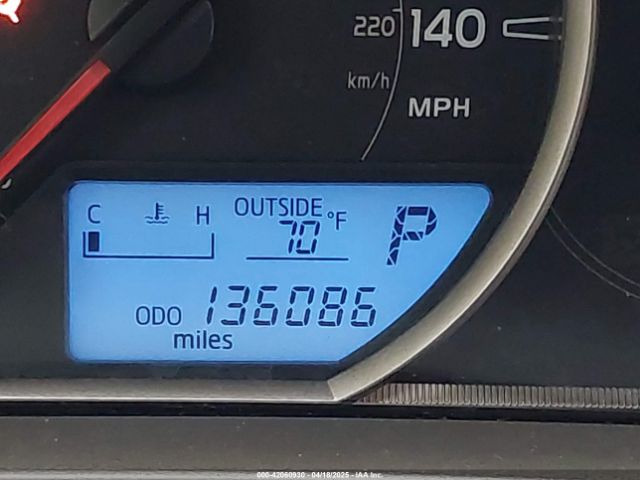 220 140
km/h
MPH
C H OUTSIDE
70 °F
P
ODO 136086
miles
000-42060930 - 04/18/2025 - IAA Inc.